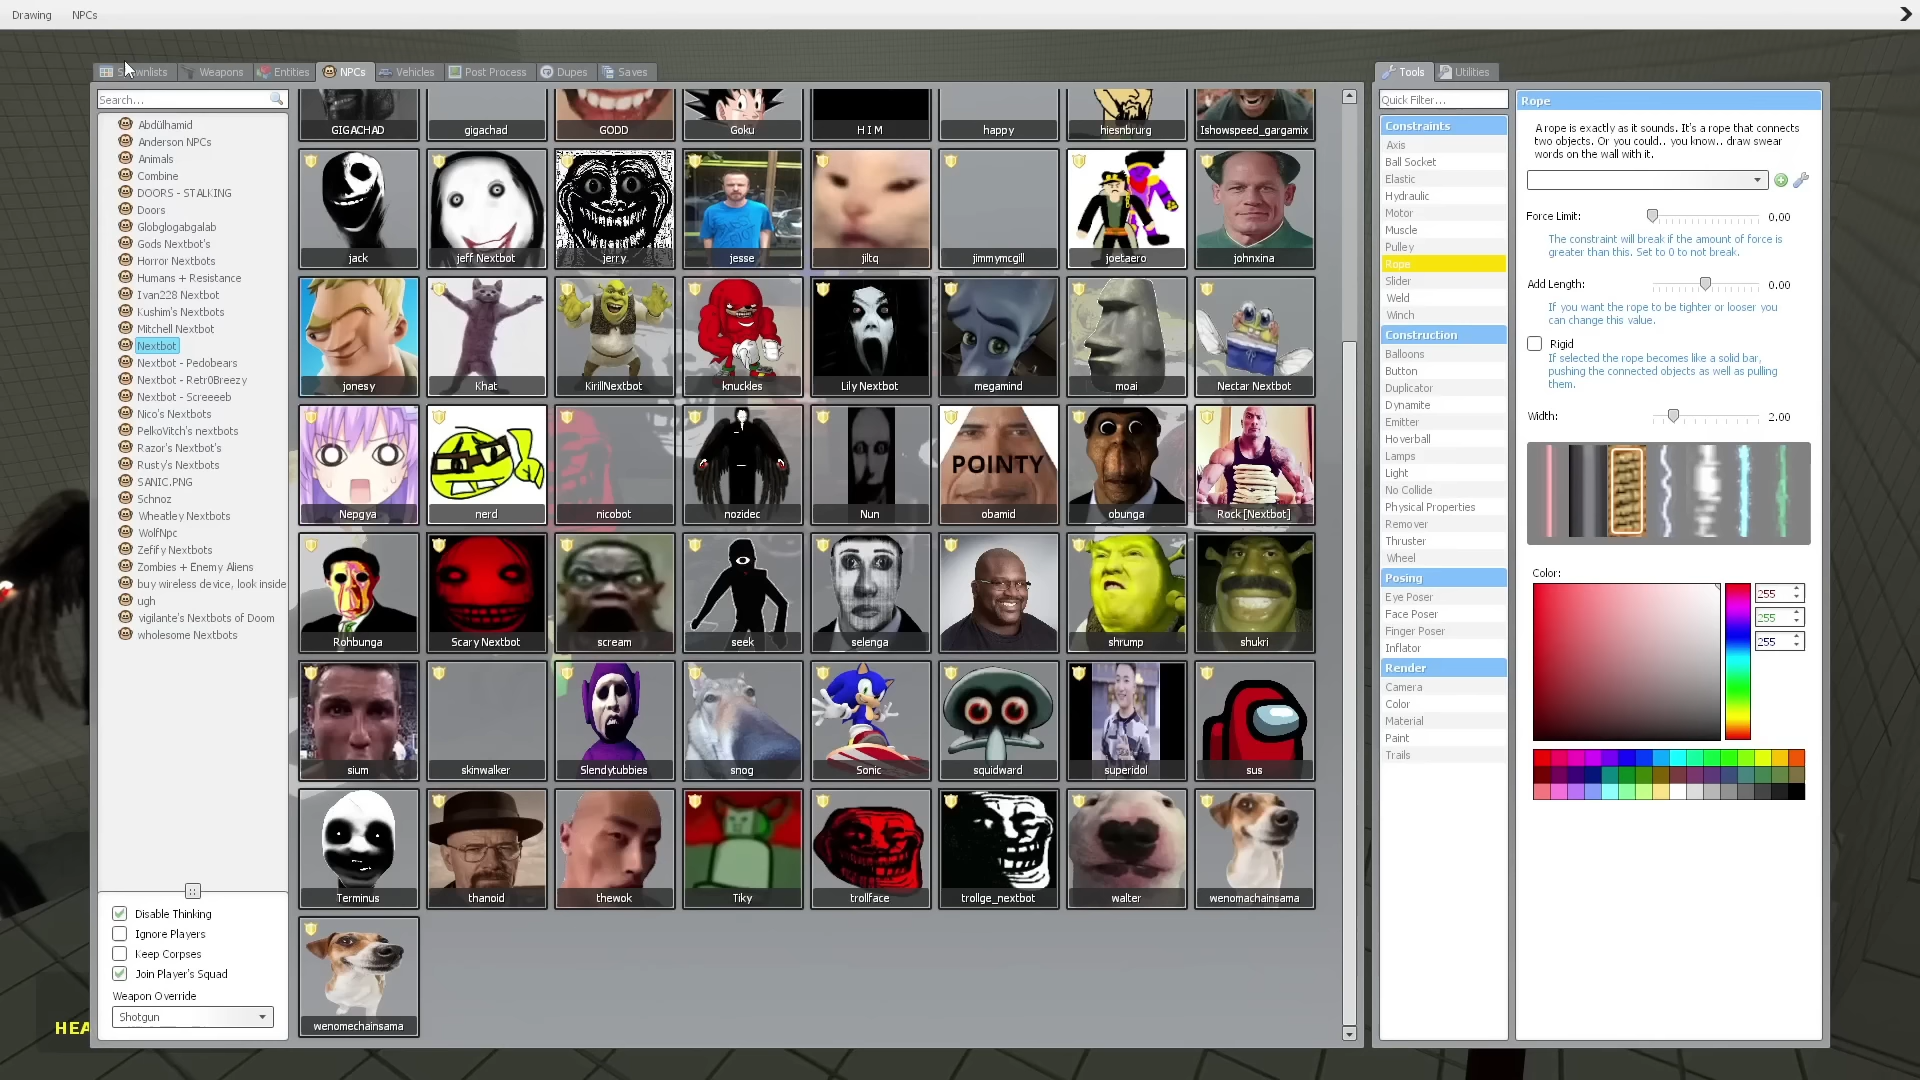 Drawing NPCs
Spawnlists Weapons Entities NPCs Vehicles Post Process Dupes Saves
Search...
Abdülhamid
Anderson NPCs
Animals
Combine
DOORS - STALKING
Doors
Globglogabgalab
Gods Nextbot's
Horror Nextbots
Humans + Resistance
Ivan228 Nextbot
Kushim's Nextbots
Mitchell Nextbot
Nextbot
Nextbot - Pedobears
Nextbot - Retr0Breezy
Nextbot - Screeeeb
Nico's Nextbots
PelkoVitch's nextbots
Razor's Nextbot's
Rusty's Nextbots
SANIC.PNG
Schnoz
Wheatley Nextbots
WolfNpc
Zefify Nextbots
Zombies + Enemy Aliens
buy wireless device, look inside
ugh
vigilante's Nextbots of Doom
wholesome Nextbots
Disable Thinking
Ignore Players
Keep Corpses
Join Player's Squad
Weapon Override
Shotgun
HEA
GIGACHAD gigachad GODD Goku H I M happy hiesnbrurg Ishowspeed_gargamix
jack jeff Nextbot jerry jesse jiltq jimmymcgill joetaero johnxina
jonesy Khat KirillNextbot knuckles Lily Nextbot megamind moai Nectar Nextbot
POINTY
Nepgya nerd nicobot nozidec Nun obamid obunga Rock [Nextbot]
Rohbunga Scary Nextbot scream seek selenga shrump shukri
sium skinwalker Slendytubbies snog Sonic squidward superidol sus
Terminus thanoid thewok Tiky trollface trollge_nextbot walter wenomachainsama
wenomechainsama
Tools Utilities
Quick Filter...
Constraints
Axis
Ball Socket
Elastic
Hydraulic
Motor
Muscle
Pulley
Rope
Slider
Weld
Winch
Construction
Balloons
Button
Duplicator
Dynamite
Emitter
Hoverball
Lamps
Light
No Collide
Physical Properties
Remover
Thruster
Wheel
Posing
Eye Poser
Face Poser
Finger Poser
Inflator
Render
Camera
Color
Material
Paint
Trails
Rope
A rope is exactly as it sounds. It's a rope that connects
two objects. Or you could.. you know.. draw swear
words on the wall with it.
Force Limit: 0.00
The constraint will break if the amount of force is
greater than this. Set to 0 to not break.
Add Length: 0.00
If you want the rope to be tighter or looser you
can change this value.
Rigid
If selected the rope becomes like a solid bar,
pushing the connected objects as well as pulling
them.
Width: 2.00
Color:
255
255
255